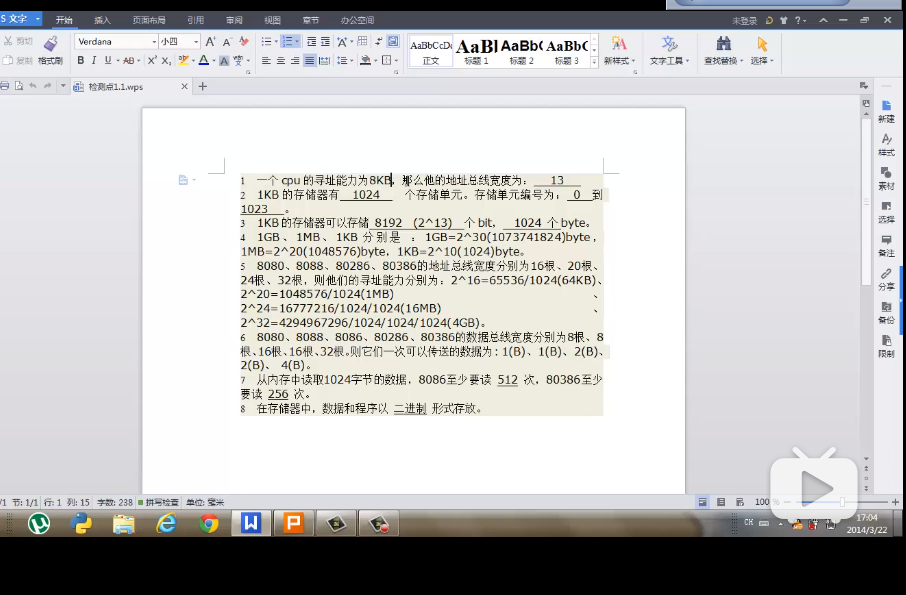 S 文字 开始 插入 页面布局 引用 审阅 视图 章节 办公空间 未登录
剪切 复制 格式刷 Verdana 小四 B I U AB X² X₂ A
AaBbCcDd AaBl AaBb( AaBb( 正文 标题 1 标题 2 标题 3 新样式 文字工具 查找替换 选择
检测点1.1.wps
1 一个 cpu 的寻址能力为8KB，那么他的地址总线宽度为： 13
2 1KB的存储器有 1024 个存储单元。存储单元编号为： 0 到
1023 。
3 1KB的存储器可以存储 8192 (2^13) 个 bit， 1024 个 byte。
4 1GB、1MB、1KB 分别是 ：1GB=2^30(1073741824)byte，
1MB=2^20(1048576)byte，1KB=2^10(1024)byte。
5 8080、8088、80286、80386的地址总线宽度分别为16根、20根、
24根、32根，则他们的寻址能力分别为：2^16=65536/1024(64KB)、
2^20=1048576/1024(1MB) 、
2^24=16777216/1024/1024(16MB) 、
2^32=4294967296/1024/1024/1024(4GB)。
6 8080、8088、8086、80286、80386的数据总线宽度分别为8根、8
根、16根、16根、32根。则它们一次可以传送的数据为：1(B)、1(B)、2(B)、
2(B)、 4(B)。
7 从内存中读取1024字节的数据，8086至少要读 512 次，80386至少
要读 256 次。
8 在存储器中，数据和程序以 二进制 形式存放。
新建
样式
素材
选择
备注
分享
备份
限制
/1 节: 1/1 行: 1 列: 15 字数: 238 拼写检查 单位: 毫米 100
CH 17:04
2014/3/22